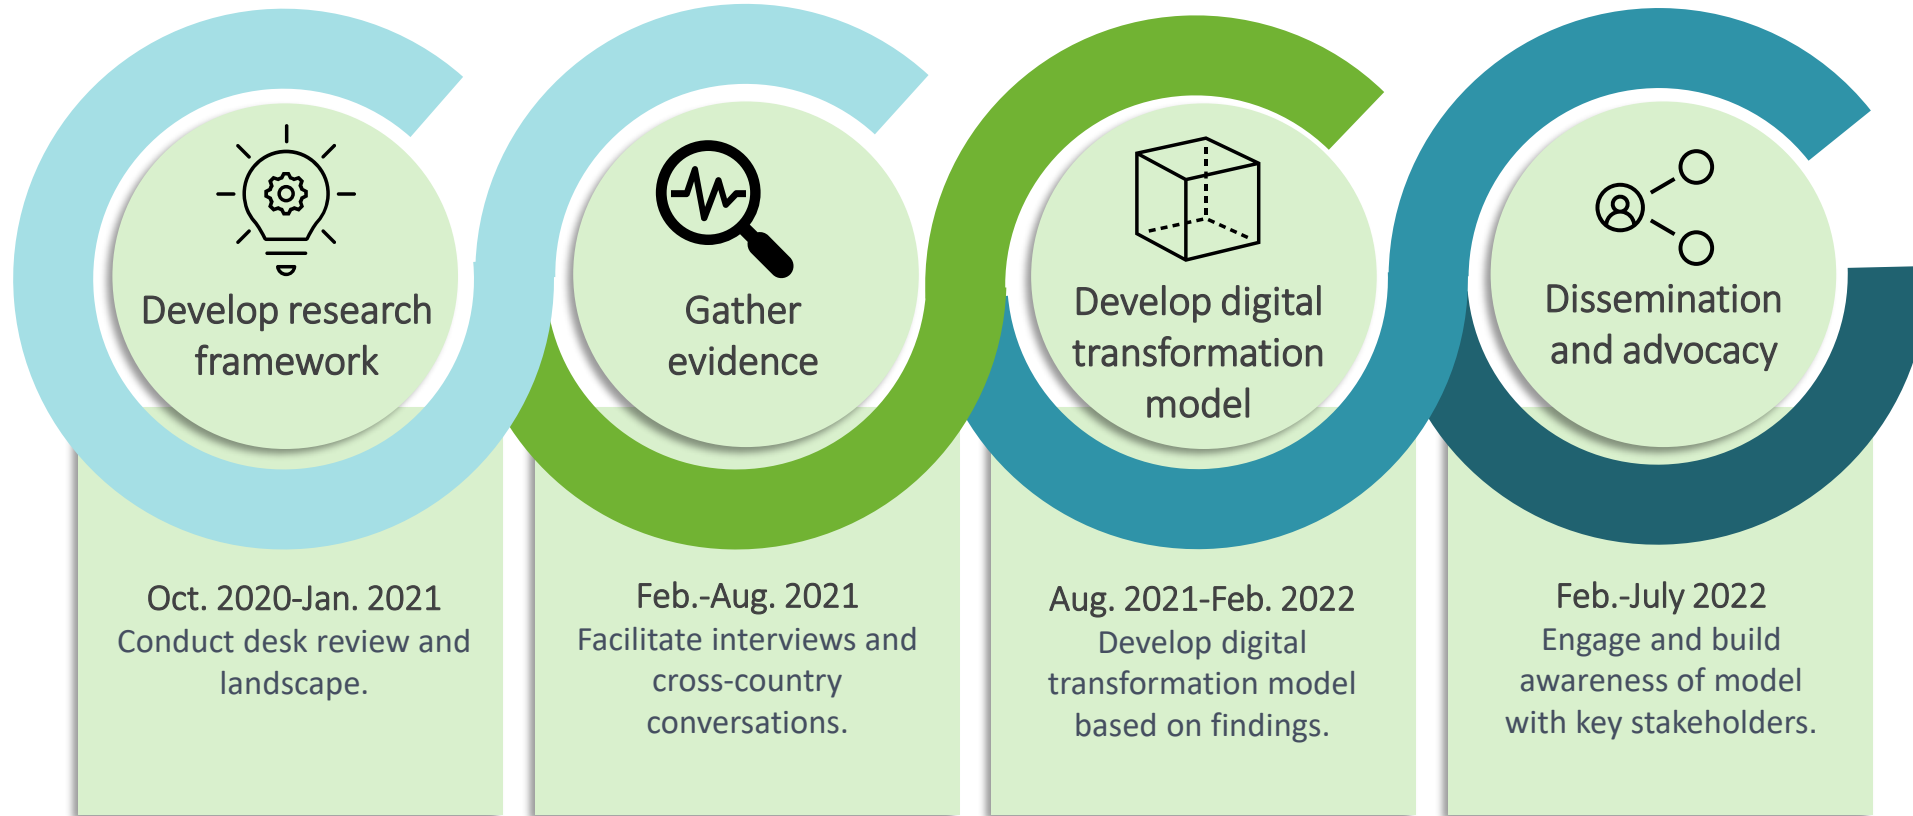 Develop research
framework
Gather
evidence
Develop digital
transformation
model
Dissemination
and advocacy
Oct. 2020-Jan. 2021
Conduct desk review and
landscape.
Feb.-Aug. 2021
Facilitate interviews and
cross-country
conversations.
Aug. 2021-Feb. 2022
Develop digital
transformation model
based on findings.
Feb.-July 2022
Engage and build
awareness of model
with key stakeholders.